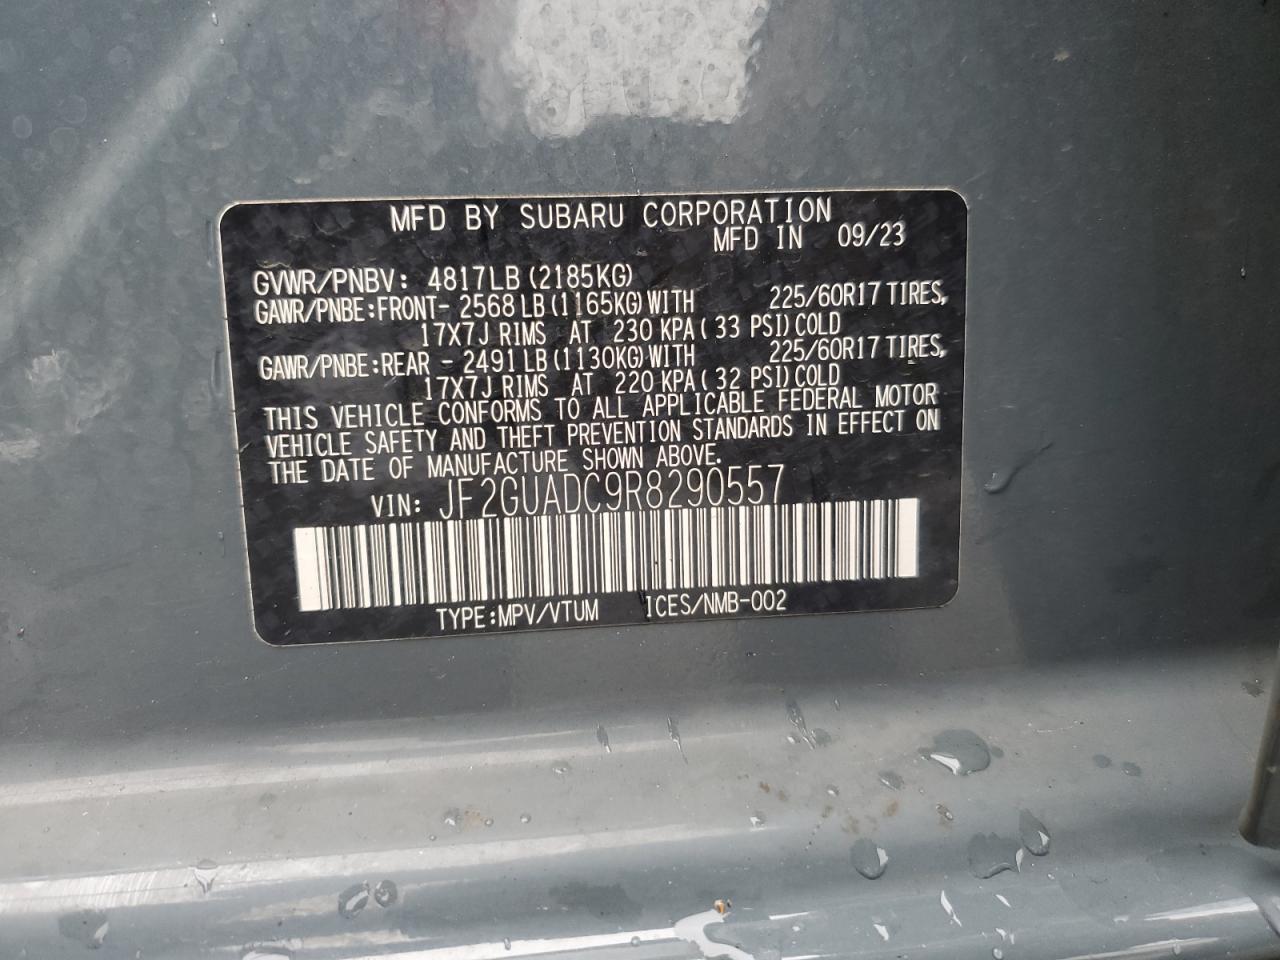 MFD BY SUBARU CORPORATION
MFD IN 09/23
GVWR/PNBV: 4817LB (2185KG)
GAWR/PNBE:FRONT- 2568 LB (1165KG) WITH 225/60R17 TIRES,
17X7J RIMS AT 230 KPA ( 33 PSI) COLD
GAWR/PNBE:REAR - 2491 LB (1130KG) WITH 225/60R17 TIRES,
17X7J RIMS AT 220 KPA ( 32 PSI) COLD
THIS VEHICLE CONFORMS TO ALL APPLICABLE FEDERAL MOTOR
VEHICLE SAFETY AND THEFT PREVENTION STANDARDS IN EFFECT ON
THE DATE OF MANUFACTURE SHOWN ABOVE.
VIN: JF2GUADC9R8290557
TYPE:MPV/VTUM ICES/NMB-002